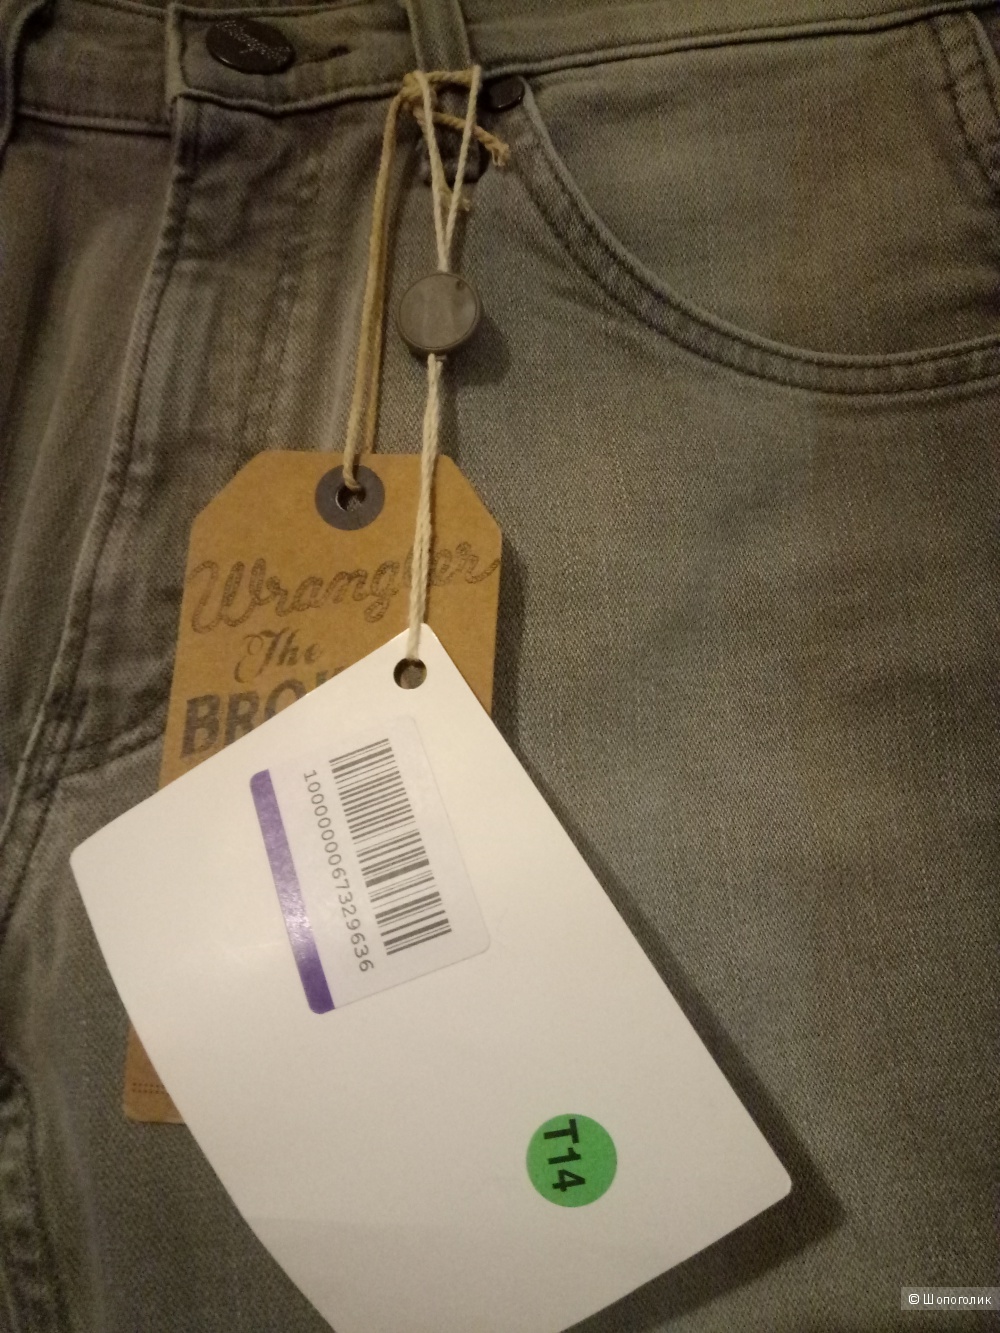 Wrangler
The
BRO
1000000067329636
T14
© Шопоголик